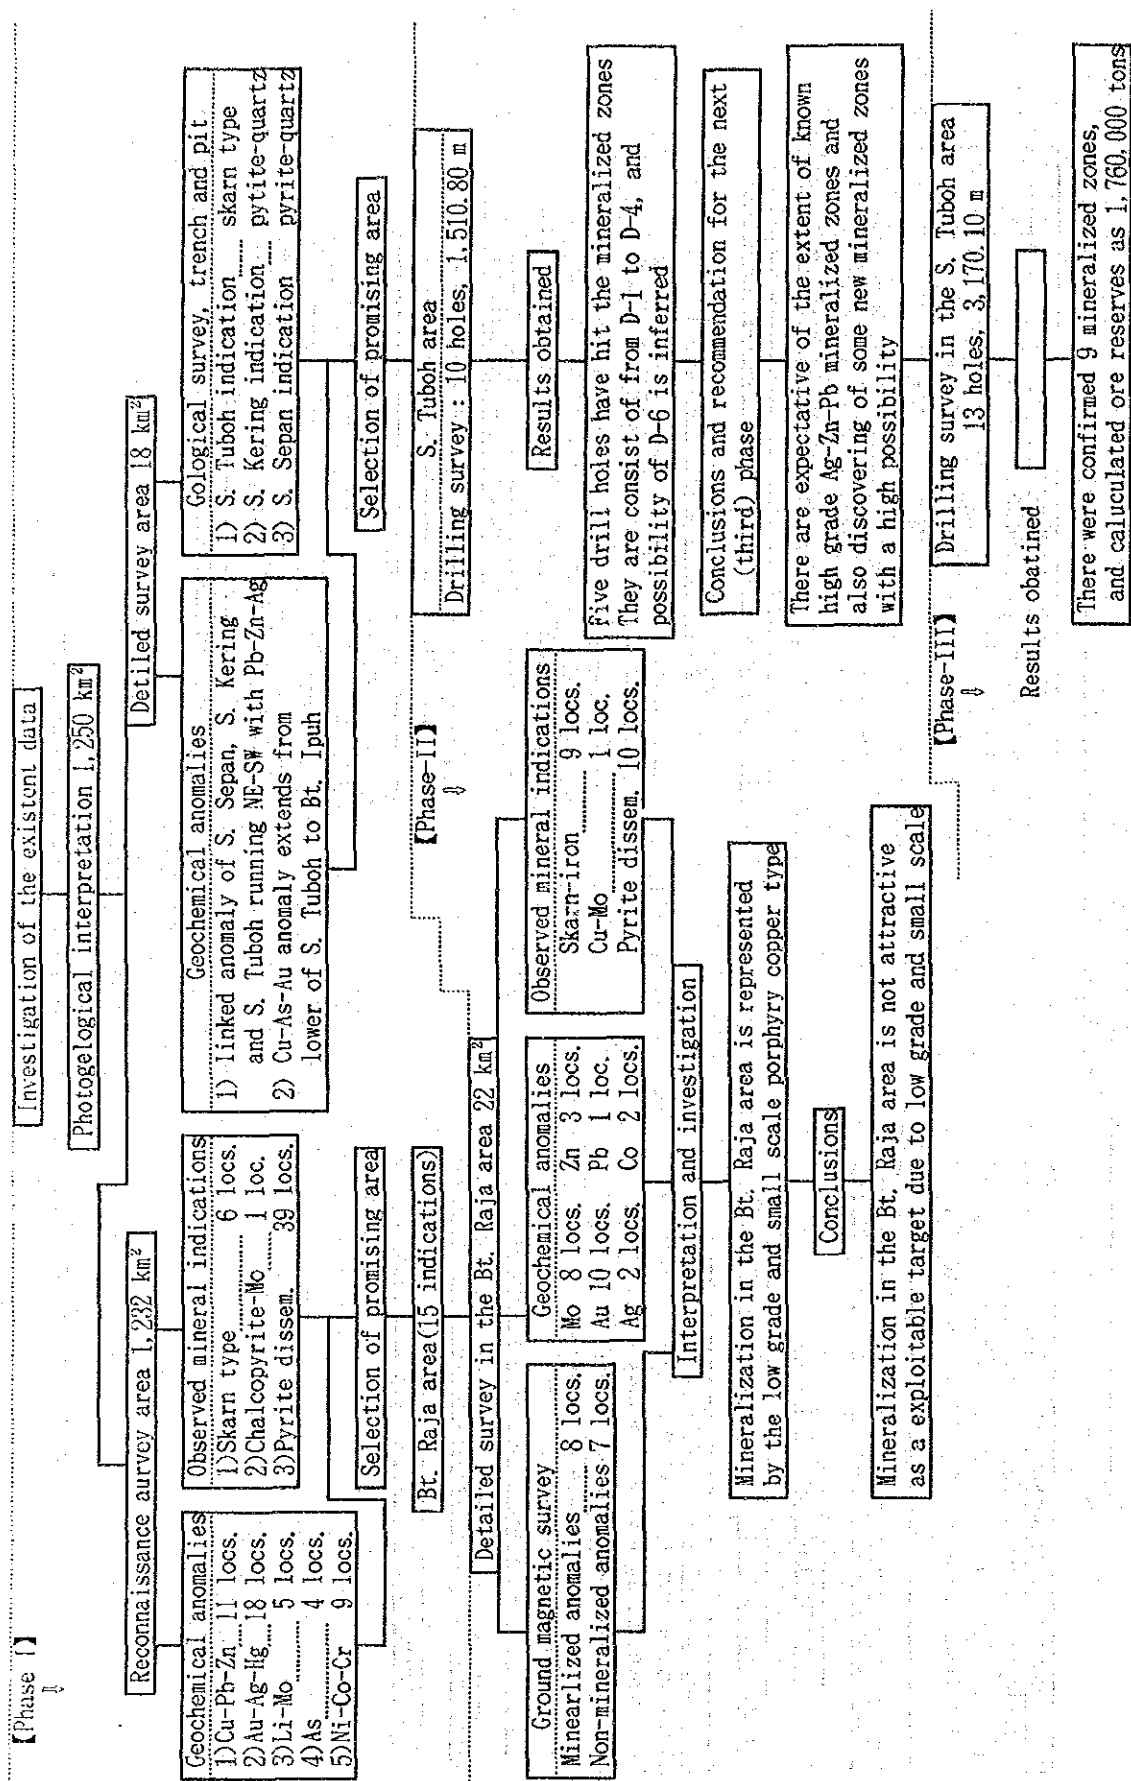 【Phase I】
⇩
Investigation of the existent data
Photogelogical interpretation 1,250 km²
Reconnaissance aurvey area 1,232 km²
Detiled survey area 18 km²
Geochemical anomalies
1)Cu-Pb-Zn 11 locs.
2)Au-Ag-Hg 18 locs.
3)Li-Mo 5 locs.
4)As 4 locs.
5)Ni-Co-Cr 9 locs.
Observed mineral indications
1)Skarn type 6 locs.
2)Chalcopyrite-Mo 1 loc.
3)Pyrite dissem. 39 locs.
Geochemical anomalies
1) linked anomaly of S. Sepan, S. Kering
and S. Tuboh running NE-SW with Pb-Zn-Ag
2) Cu-As-Au anomaly extends from
lower of S. Tuboh to Bt. Ipuh
Gological survey, trench and pit
1) S. Tuboh indication skarn type
2) S. Kering indication pytite-quartz
3) S. Sepan indication pyrite-quartz
Selection of promising area
Selection of promising area
Bt. Raja area(15 indications)
【Phase-II】
⇩
S. Tuboh area
Drilling survey : 10 holes, 1,510.80 m
Detailed survey in the Bt. Raja area 22 km²
Ground magnetic survey
Minearlized anomalies 8 locs.
Non-mineralized anomalies 7 locs.
Geochemical anomalies
Mo 8 locs. Zn 3 locs.
Au 10 locs. Pb 1 loc.
Ag 2 locs. Co 2 locs.
Observed mineral indications
Skarn-iron 9 locs.
Cu-Mo 1 loc.
Pyrite dissem. 10 locs.
Results obtained
Five drill holes have hit the mineralized zones
They are consist of from D-1 to D-4, and
possibility of D-6 is inferred
Interpretation and investigation
Conclusions and recommendation for the next
(third) phase
Mineralization in the Bt. Raja area is represented
by the low grade and small scale porphyry copper type
There are expectative of the extent of known
high grade Ag-Zn-Pb mineralized zones and
also discovering of some new mineralized zones
with a high possibility
Conclusions
Mineralization in the Bt. Raja area is not attractive
as a exploitable target due to low grade and small scale
【Phase-III】
⇩
Drilling survey in the S. Tuboh area
13 holes, 3,170.10 m
Results obatined
There were confirmed 9 mineralized zones,
and caluculated ore reserves as 1,760,000 tons